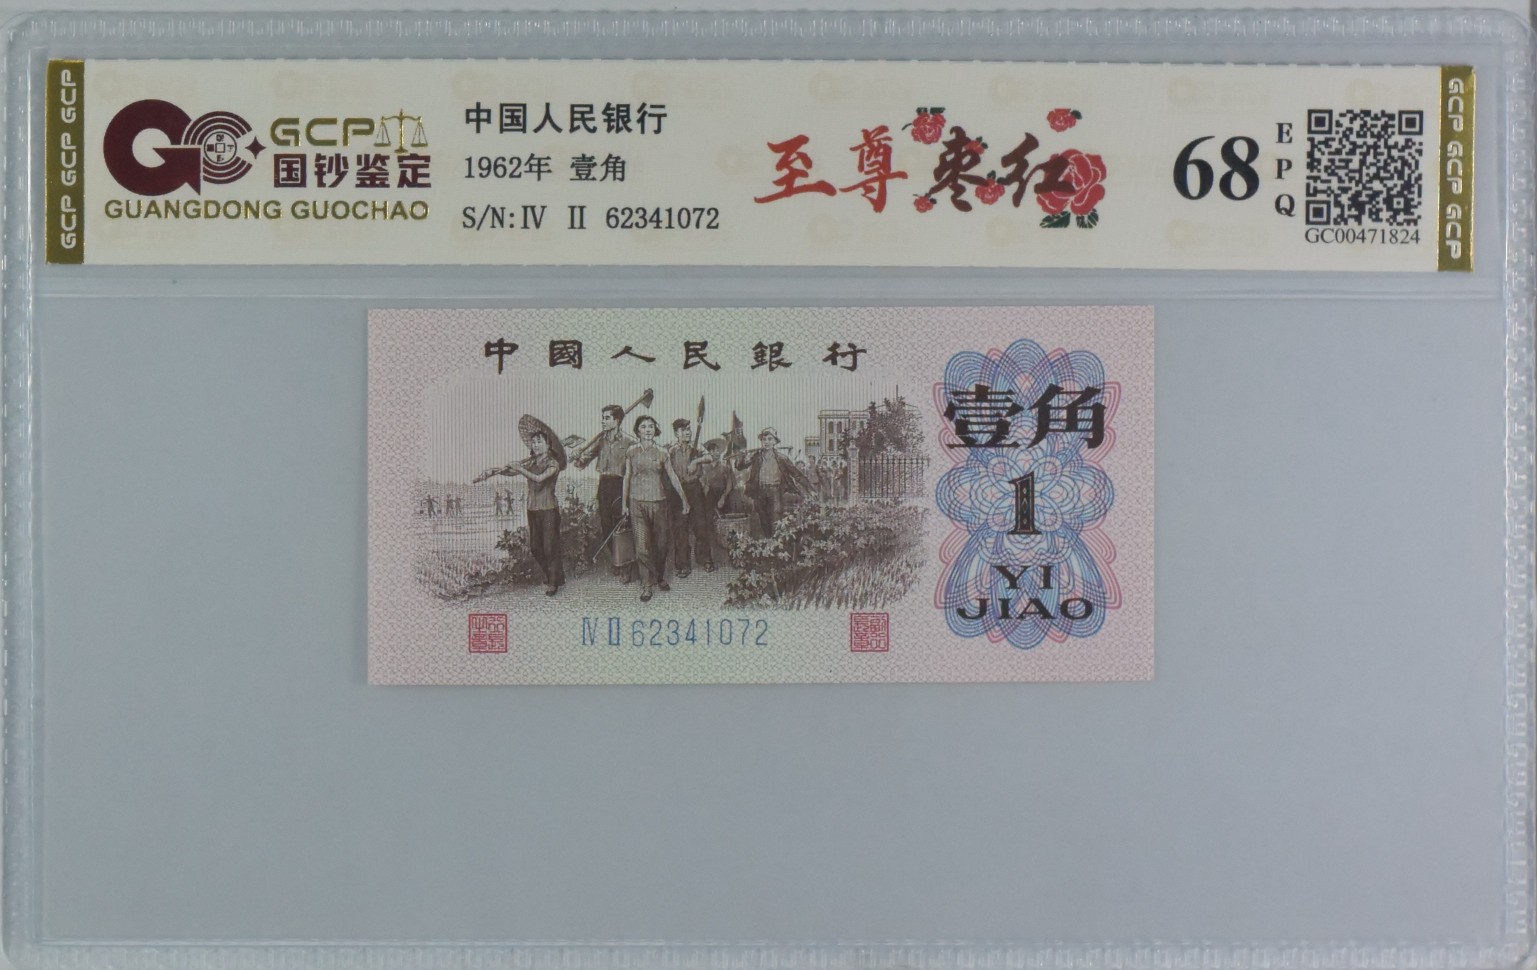 GCP GCP GCP
GCP
国钞鉴定
GUANGDONG GUOCHAO
中国人民银行
1962年 壹角
S/N: Ⅳ Ⅱ 62341072
至尊 枣红
68
EPQ
GC00471824
GCP GCP GCP
中國人民銀行
壹角
1
YI
JIAO
Ⅳ Ⅱ 62341072